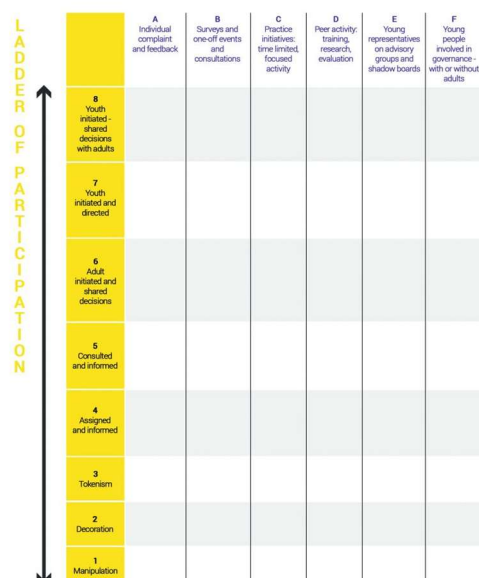 LADDER OF PARTICIPATION
A
Individual
complaint
and feedback
B
Surveys and
one-off events
and
consultations
C
Practice
initiatives:
time limited,
focused
activity
D
Peer activity:
training,
research,
evaluation
E
Young
representatives
on advisory
groups and
shadow boards
F
Young
people
involved in
governance -
with or without
adults
8
Youth
initiated -
shared
decisions
with adults
7
Youth
initiated and
directed
6
Adult
initiated and
shared
decisions
5
Consulted
and informed
4
Assigned
and informed
3
Tokenism
2
Decoration
1
Manipulation